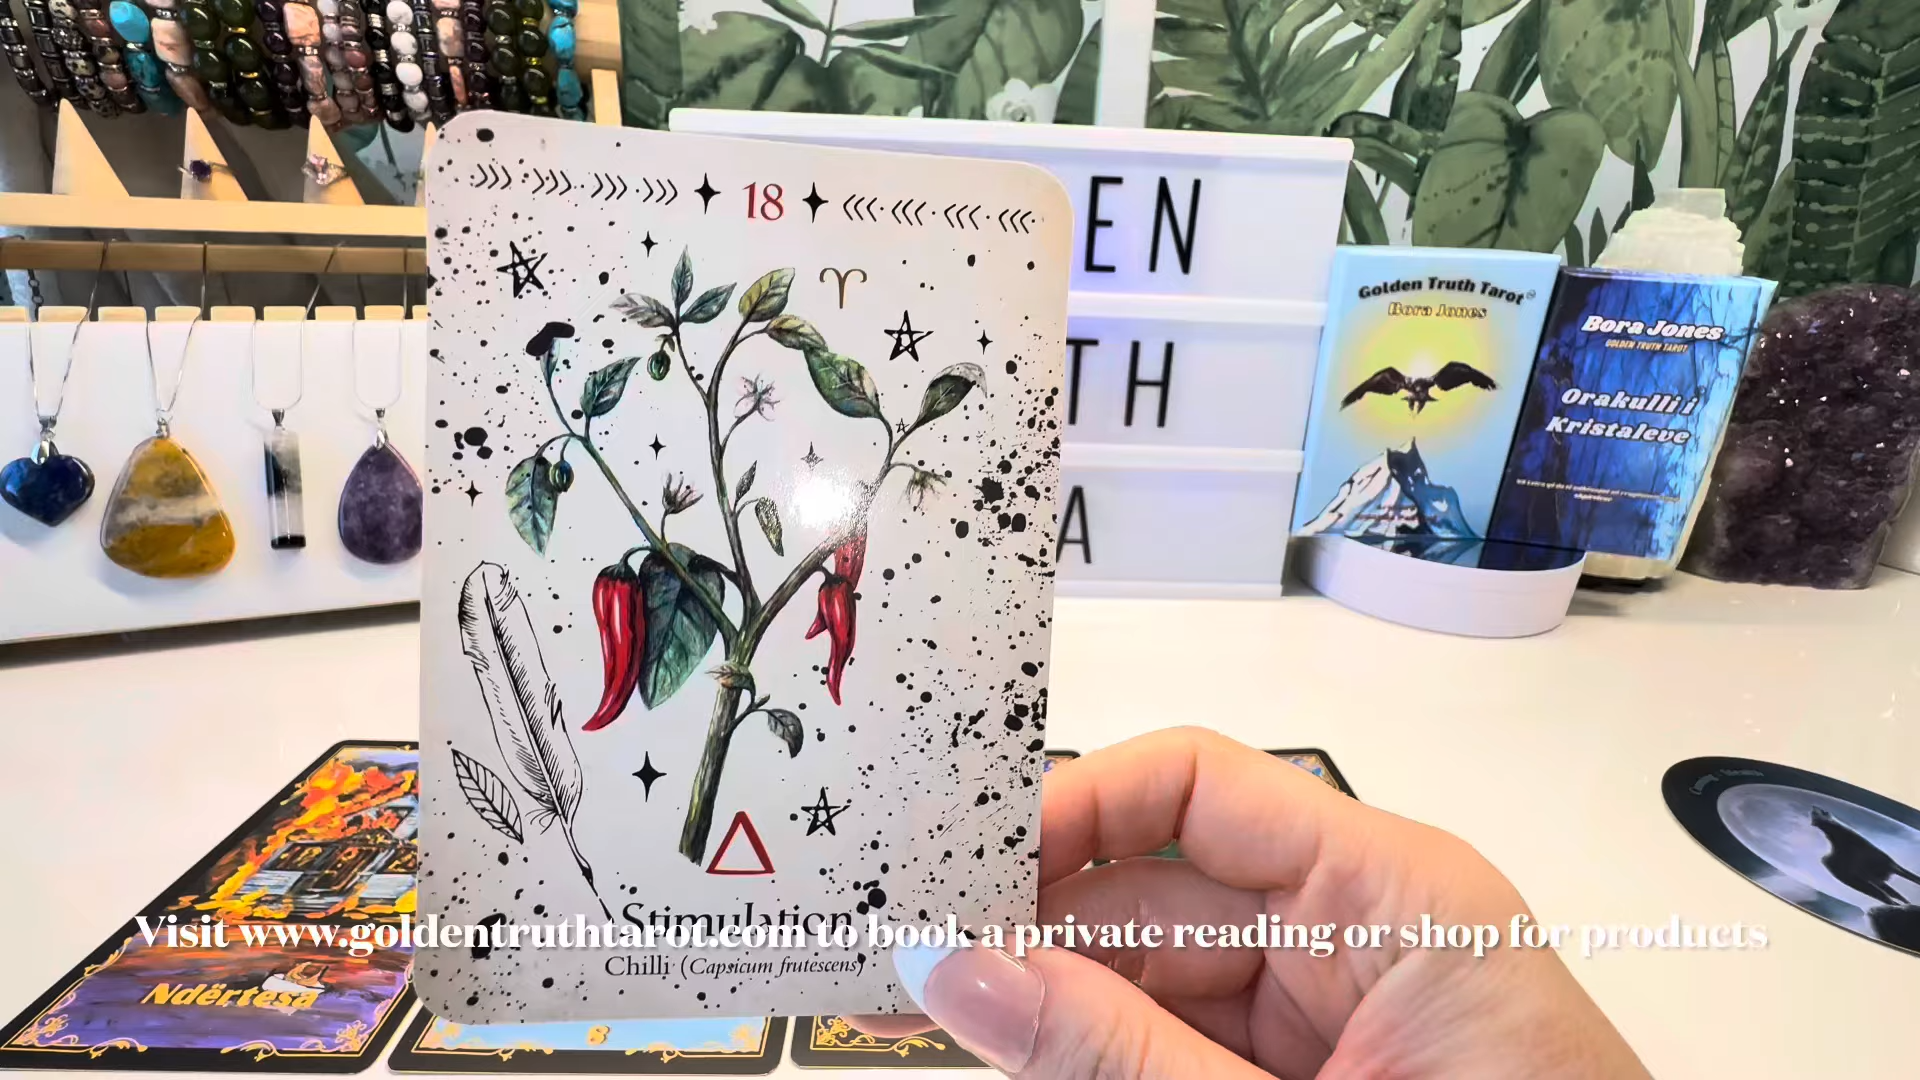 18
EN
TH
A
Golden Truth Tarot
Bora Jones
Bora Jones
GOLDEN TRUTH TAROT
Orakulli i
Kristaleve
Stimulation
Visit www.goldentruthtarot.com to book a private reading or shop for products
Chilli (Capsicum frutescens)
Ndërtesa
8